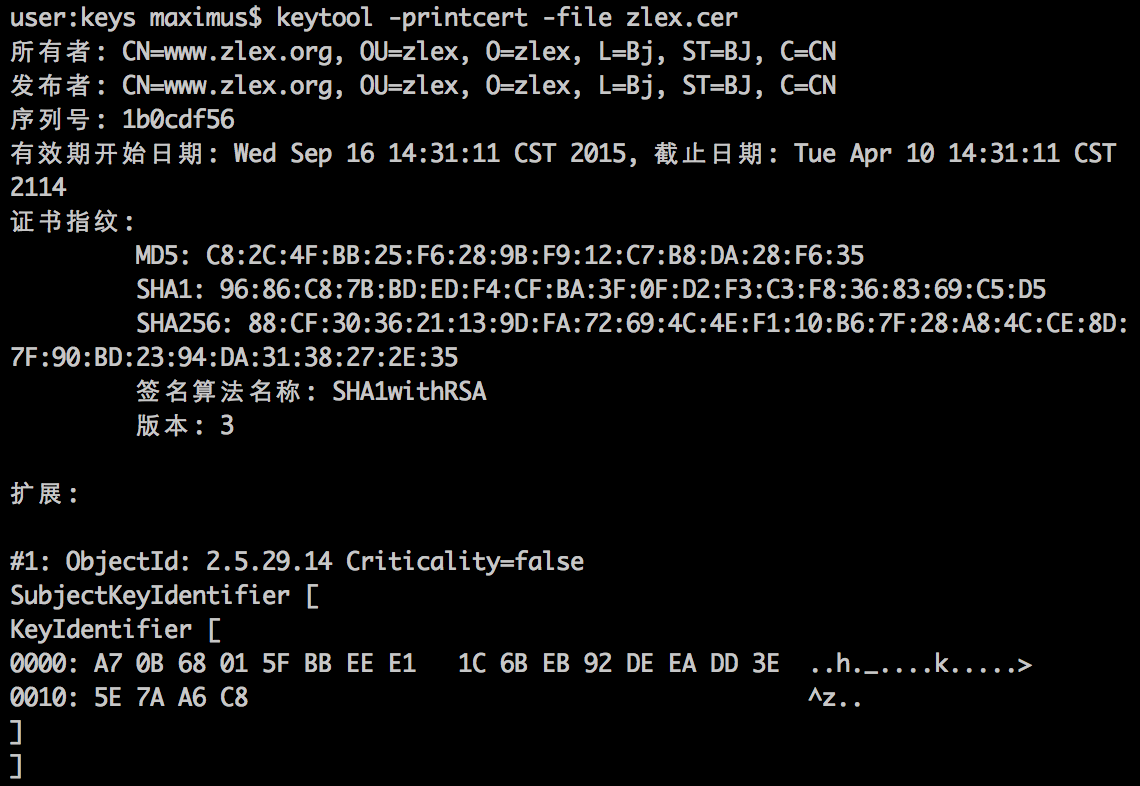 user:keys maximus$ keytool -printcert -file zlex.cer
所有者: CN=www.zlex.org, OU=zlex, O=zlex, L=Bj, ST=BJ, C=CN
发布者: CN=www.zlex.org, OU=zlex, O=zlex, L=Bj, ST=BJ, C=CN
序列号: 1b0cdf56
有效期开始日期: Wed Sep 16 14:31:11 CST 2015, 截止日期: Tue Apr 10 14:31:11 CST
2114
证书指纹:
MD5: C8:2C:4F:BB:25:F6:28:9B:F9:12:C7:B8:DA:28:F6:35
SHA1: 96:86:C8:7B:BD:ED:F4:CF:BA:3F:0F:D2:F3:C3:F8:36:83:69:C5:D5
SHA256: 88:CF:30:36:21:13:9D:FA:72:69:4C:4E:F1:10:B6:7F:28:A8:4C:CE:8D:
7F:90:BD:23:94:DA:31:38:27:2E:35
签名算法名称: SHA1withRSA
版本: 3
扩展:
#1: ObjectId: 2.5.29.14 Criticality=false
SubjectKeyIdentifier [
KeyIdentifier [
0000: A7 0B 68 01 5F BB EE E1   1C 6B EB 92 DE EA DD 3E  ..h._....k.....>
0010: 5E 7A A6 C8                                        ^z..
]
]